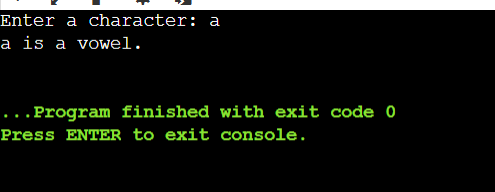 Enter a character: a
a is a vowel.
...Program finished with exit code 0
Press ENTER to exit console.